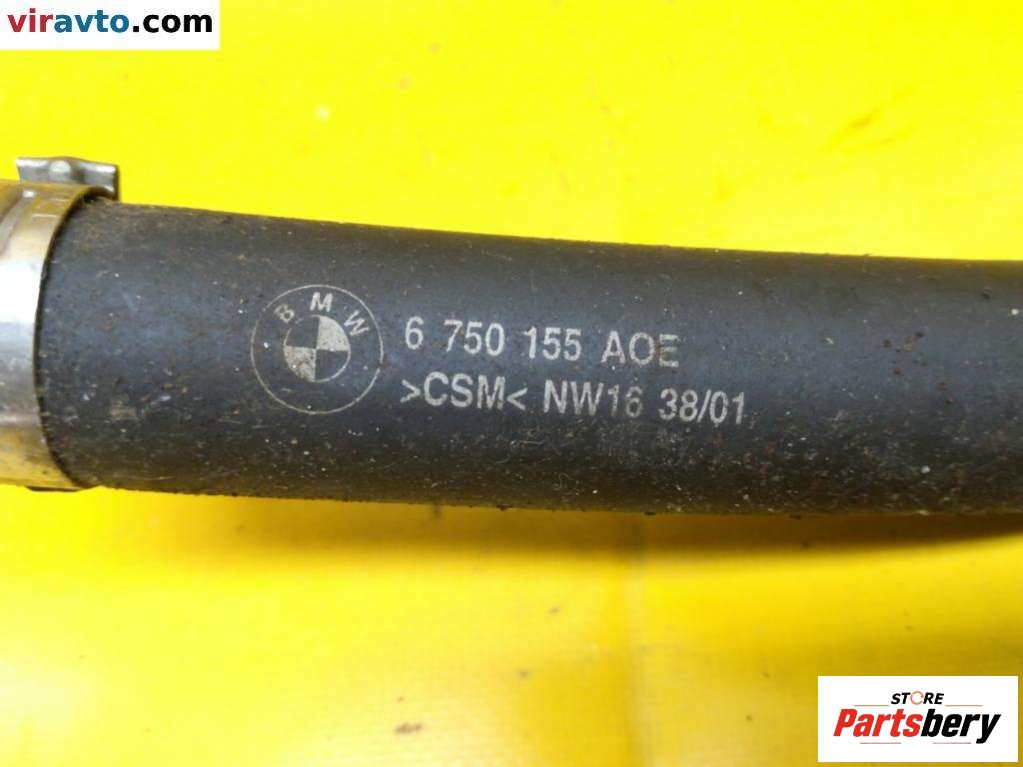 viravto.com
BMW
6 750 155 AOE
>CSM< NW16 38/01
STORE
Partsbery